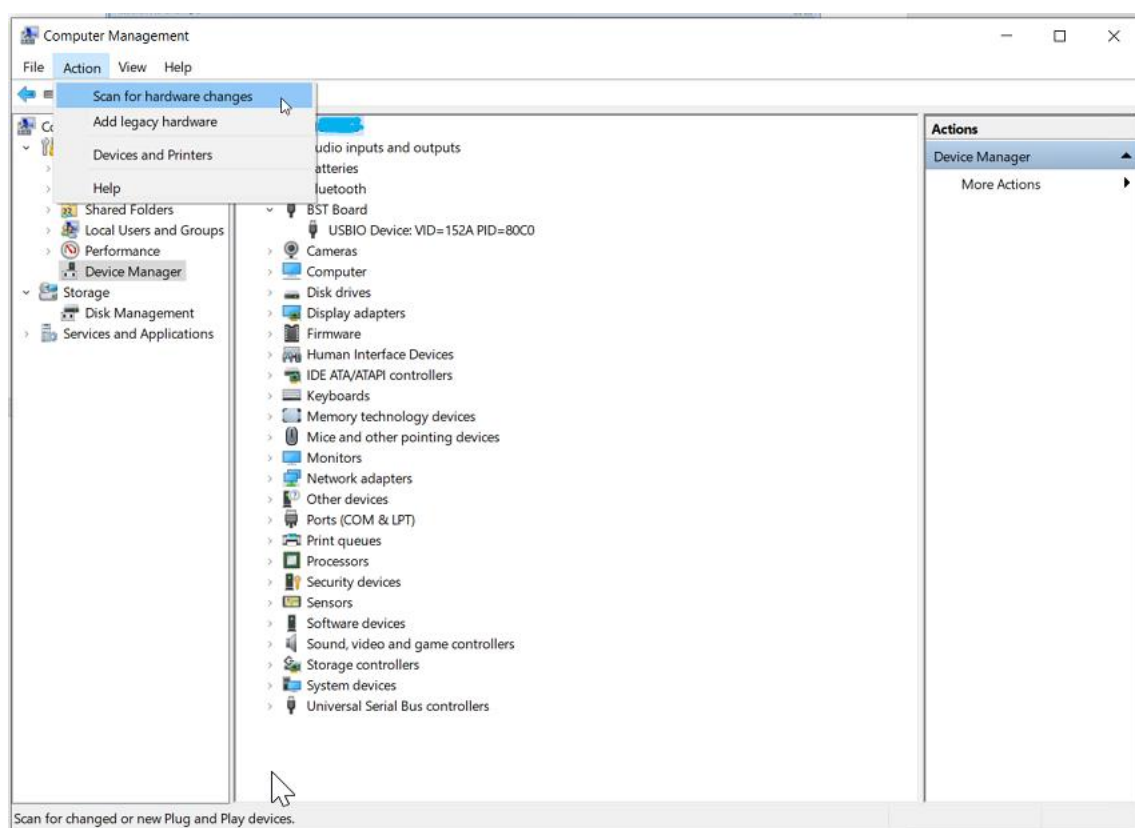 Computer Management
File Action View Help
Scan for hardware changes
Add legacy hardware
Devices and Printers
Help
Shared Folders
Local Users and Groups
Performance
Device Manager
Storage
Disk Management
Services and Applications
udio inputs and outputs
atteries
luetooth
BST Board
USBIO Device: VID=152A PID=80C0
Cameras
Computer
Disk drives
Display adapters
Firmware
Human Interface Devices
IDE ATA/ATAPI controllers
Keyboards
Memory technology devices
Mice and other pointing devices
Monitors
Network adapters
Other devices
Ports (COM & LPT)
Print queues
Processors
Security devices
Sensors
Software devices
Sound, video and game controllers
Storage controllers
System devices
Universal Serial Bus controllers
Actions
Device Manager
More Actions
Scan for changed or new Plug and Play devices.